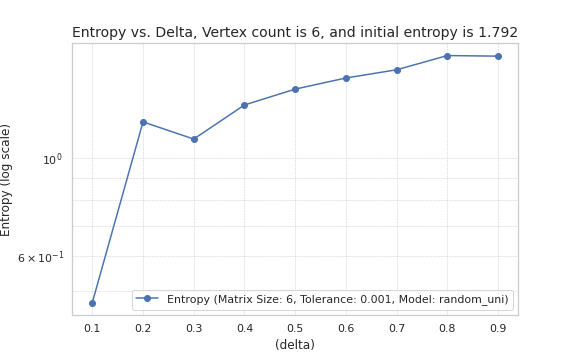 Entropy vs. Delta, Vertex count is 6, and initial entropy is 1.792
Entropy (log scale)
10⁰
6 × 10⁻¹
Entropy (Matrix Size: 6, Tolerance: 0.001, Model: random_uni)
0.1 0.2 0.3 0.4 0.5 0.6 0.7 0.8 0.9
(delta)